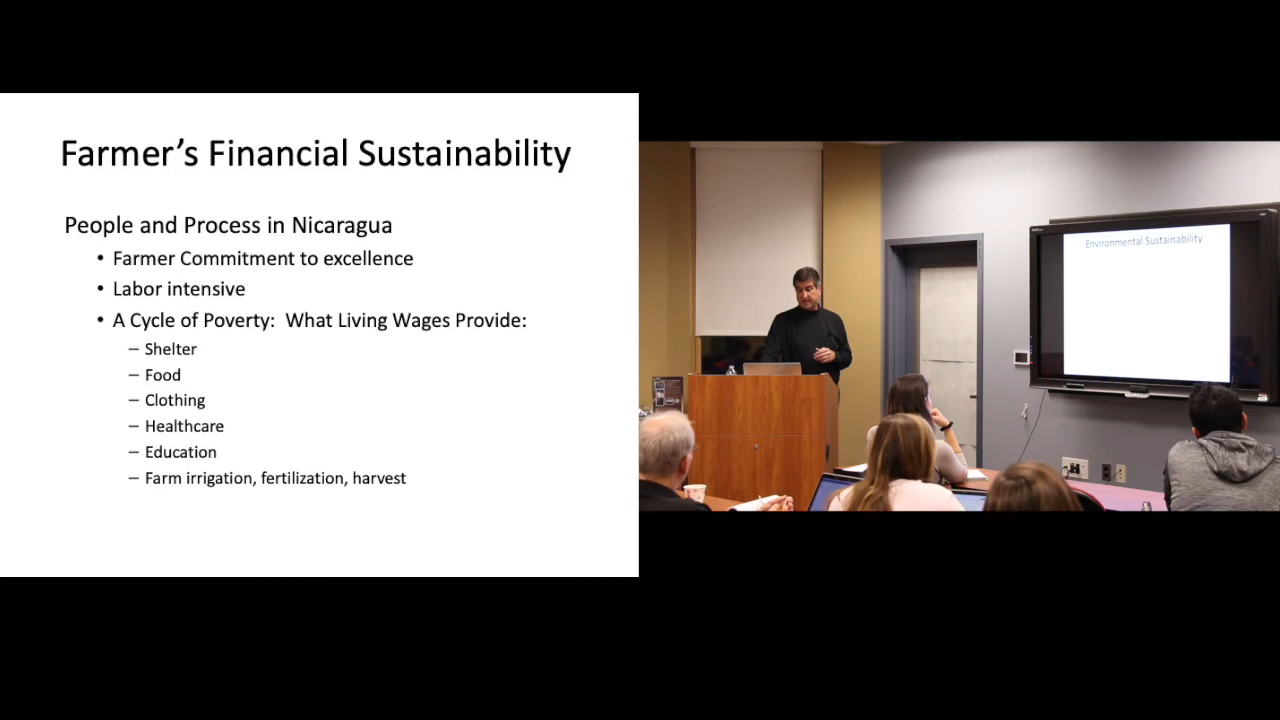 Farmer's Financial Sustainability
People and Process in Nicaragua
• Farmer Commitment to excellence
• Labor intensive
• A Cycle of Poverty:  What Living Wages Provide:
– Shelter
– Food
– Clothing
– Healthcare
– Education
– Farm irrigation, fertilization, harvest
Environmental Sustainability